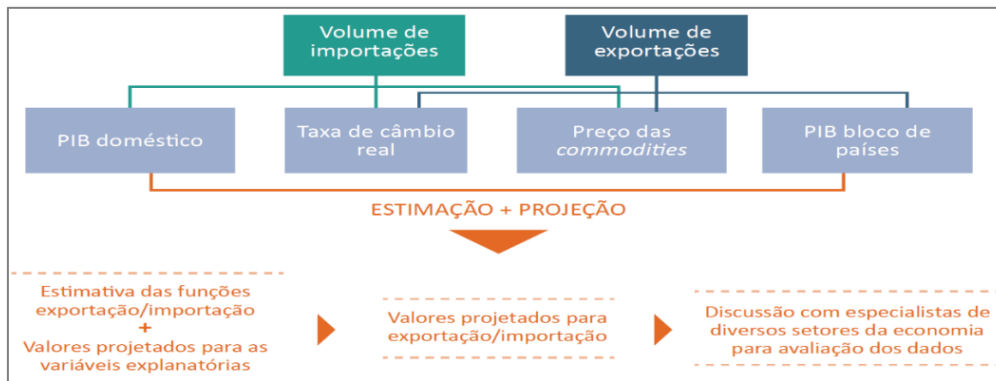 Volume de
importações
Volume de
exportações
PIB doméstico
Taxa de câmbio
real
Preço das
commodities
PIB bloco de
países
ESTIMAÇÃO + PROJEÇÃO
Estimativa das funções
exportação/importação
+
Valores projetados para as
variáveis explanatórias
Valores projetados para
exportação/importação
Discussão com especialistas de
diversos setores da economia
para avaliação dos dados